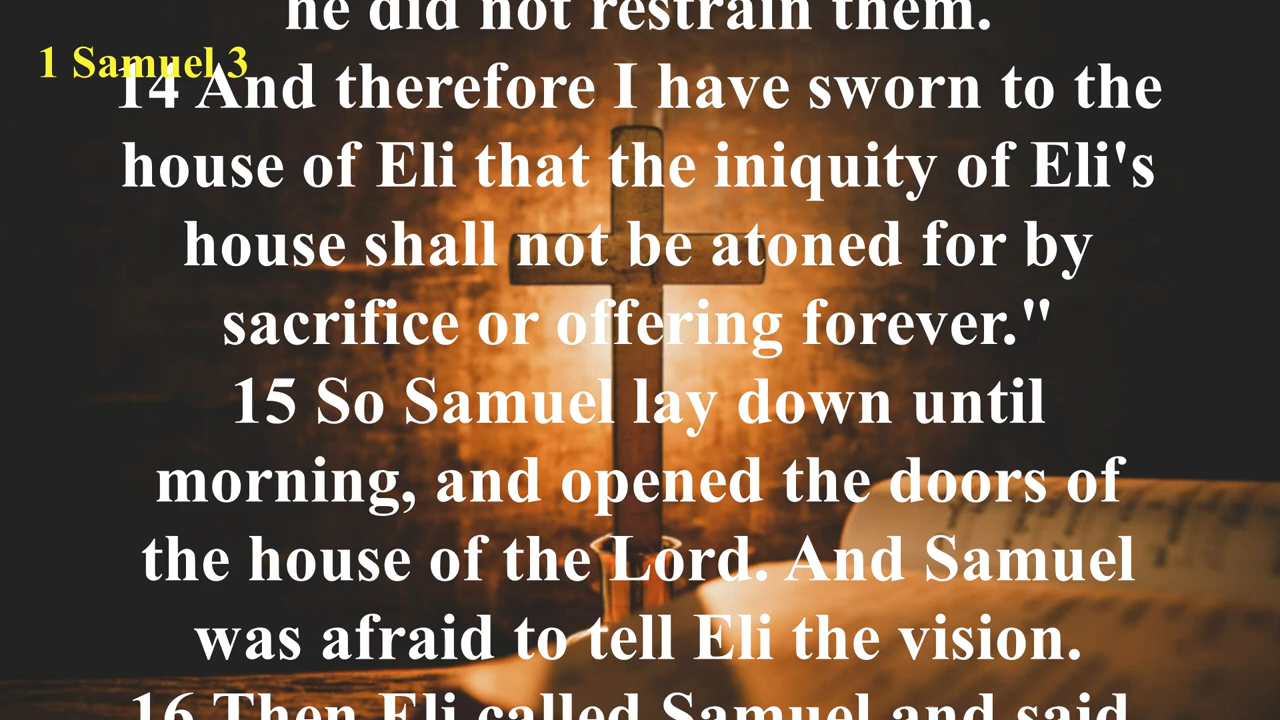 he did not restrain them.
1 Samuel 3
14 And therefore I have sworn to the
house of Eli that the iniquity of Eli's
house shall not be atoned for by
sacrifice or offering forever."
15 So Samuel lay down until
morning, and opened the doors of
the house of the Lord. And Samuel
was afraid to tell Eli the vision.
16 Then Eli called Samuel and said,